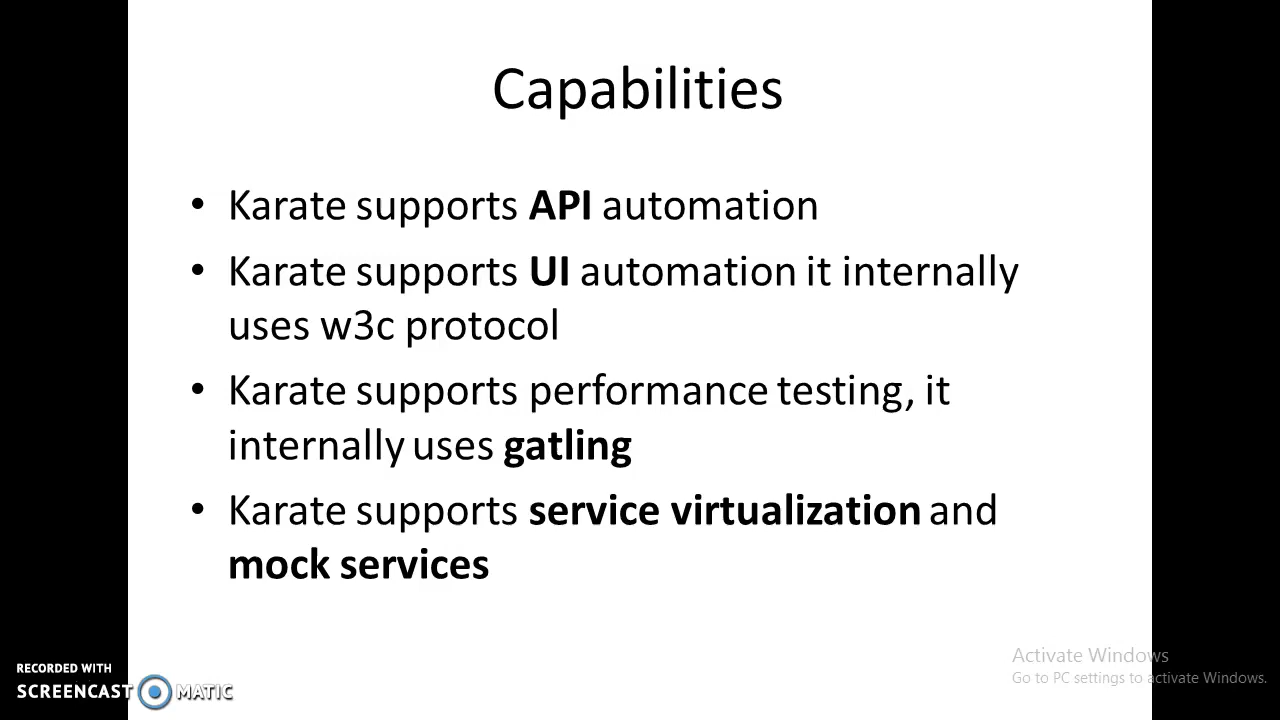 Capabilities
• Karate supports API automation
• Karate supports UI automation it internally
uses w3c protocol
• Karate supports performance testing, it
internally uses gatling
• Karate supports service virtualization and
mock services
Activate Windows
Go to PC settings to activate Windows.
RECORDED WITH
SCREENCAST MATIC